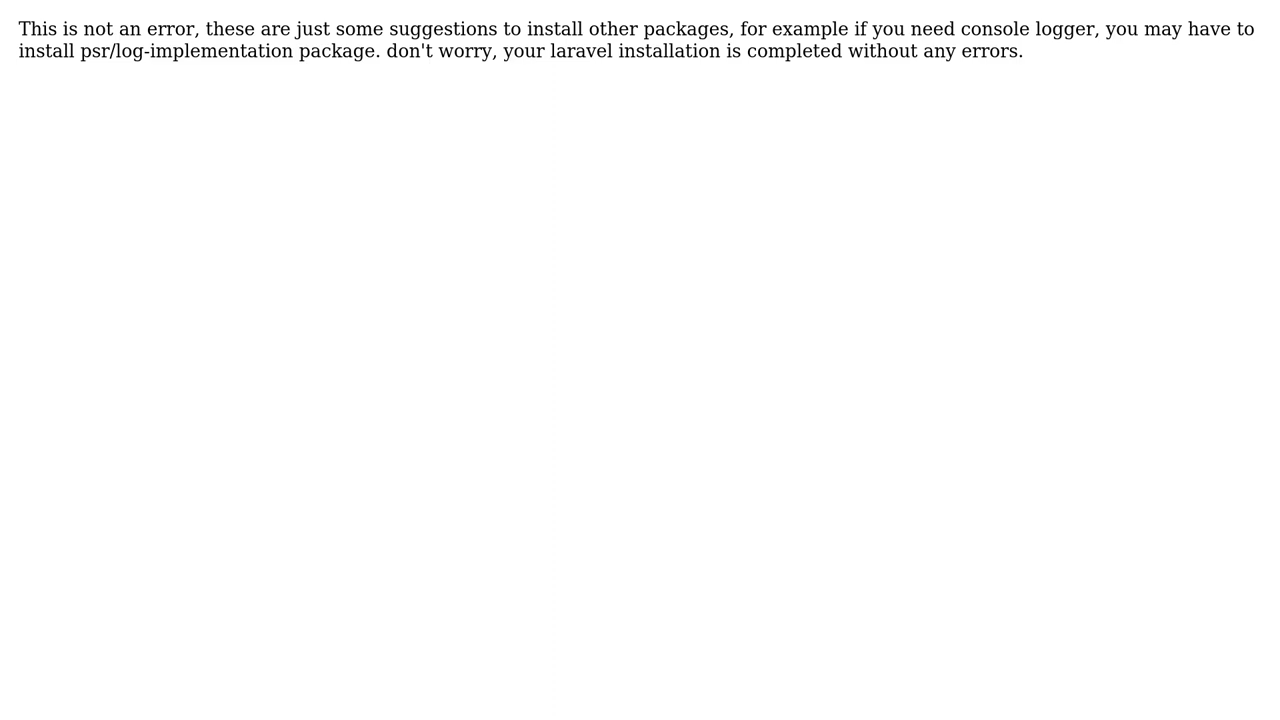 This is not an error, these are just some suggestions to install other packages, for example if you need console logger, you may have to
install psr/log-implementation package. don't worry, your laravel installation is completed without any errors.